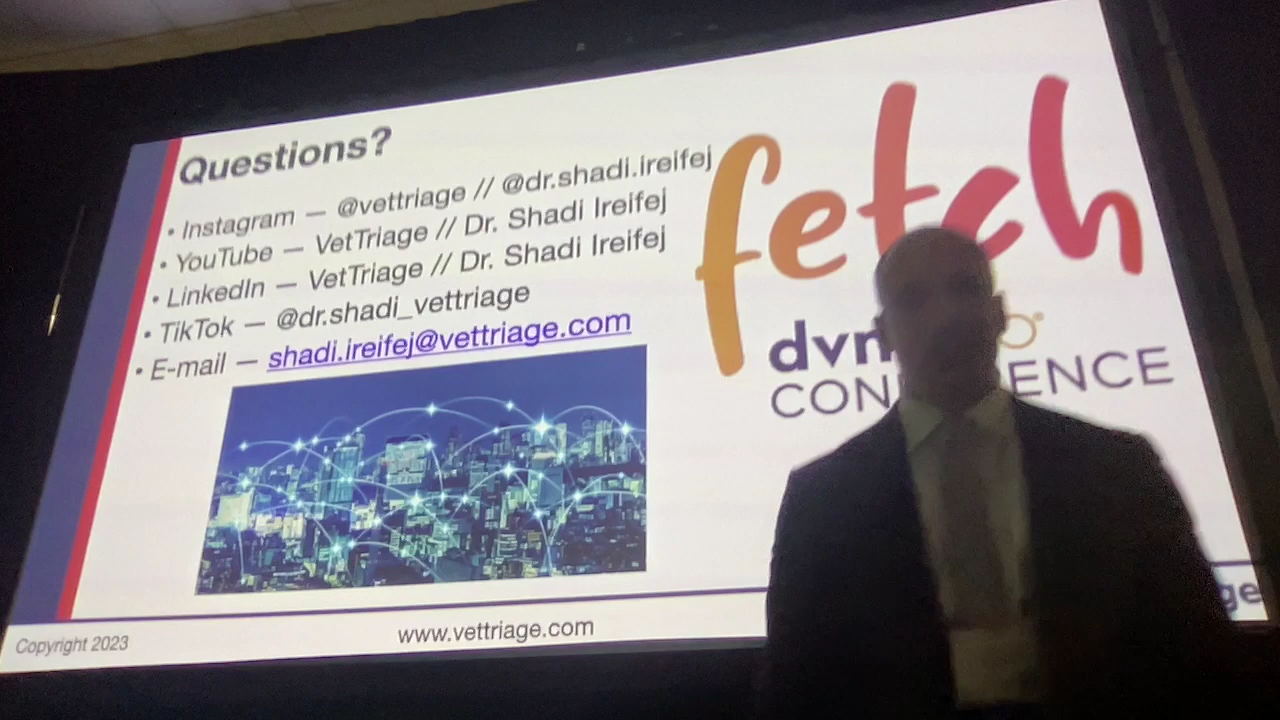 Questions?
• Instagram — @vettriage // @dr.shadi.ireifej
• YouTube — VetTriage // Dr. Shadi Ireifej
• LinkedIn — VetTriage // Dr. Shadi Ireifej
• TikTok — @dr.shadi_vettriage
• E-mail — shadi.ireifej@vettriage.com
fetch
Copyright 2023
www.vettriage.com